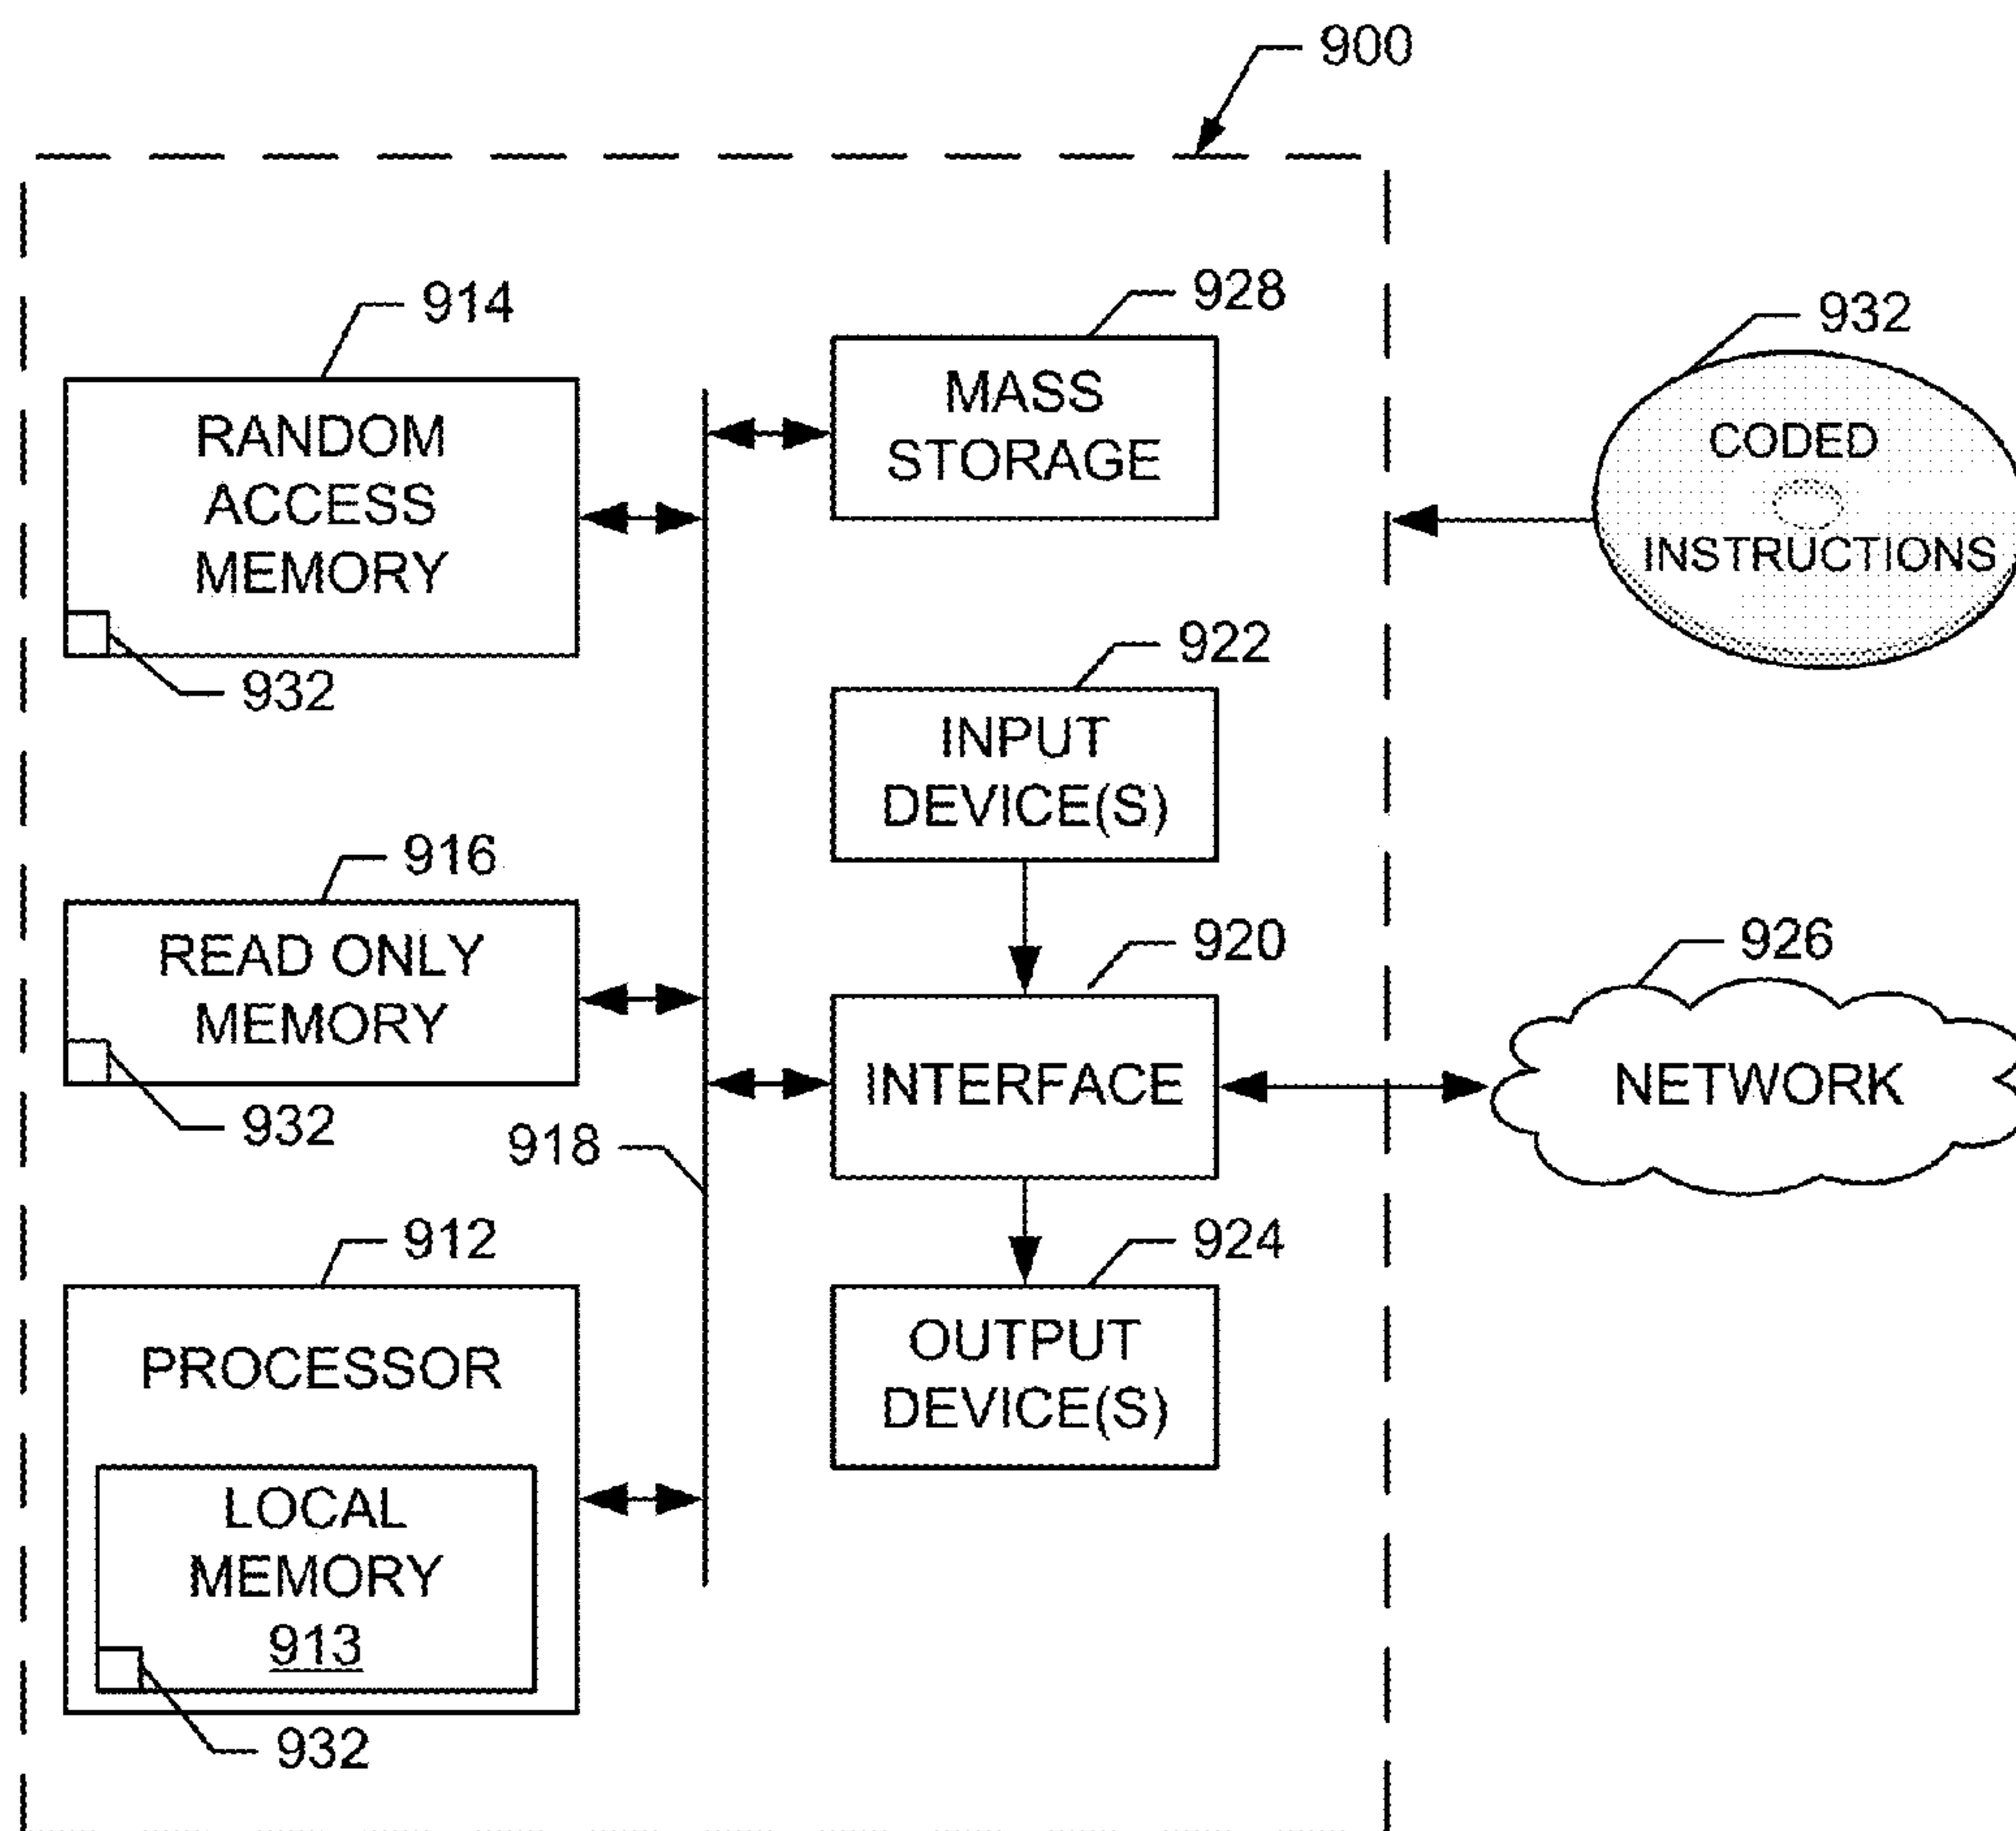 900
914
RANDOM
ACCESS
MEMORY
932
928
MASS
STORAGE
932
CODED
INSTRUCTIONS
922
INPUT
DEVICE(S)
916
READ ONLY
MEMORY
932
918
920
INTERFACE
926
NETWORK
912
PROCESSOR
LOCAL
MEMORY
913
932
924
OUTPUT
DEVICE(S)